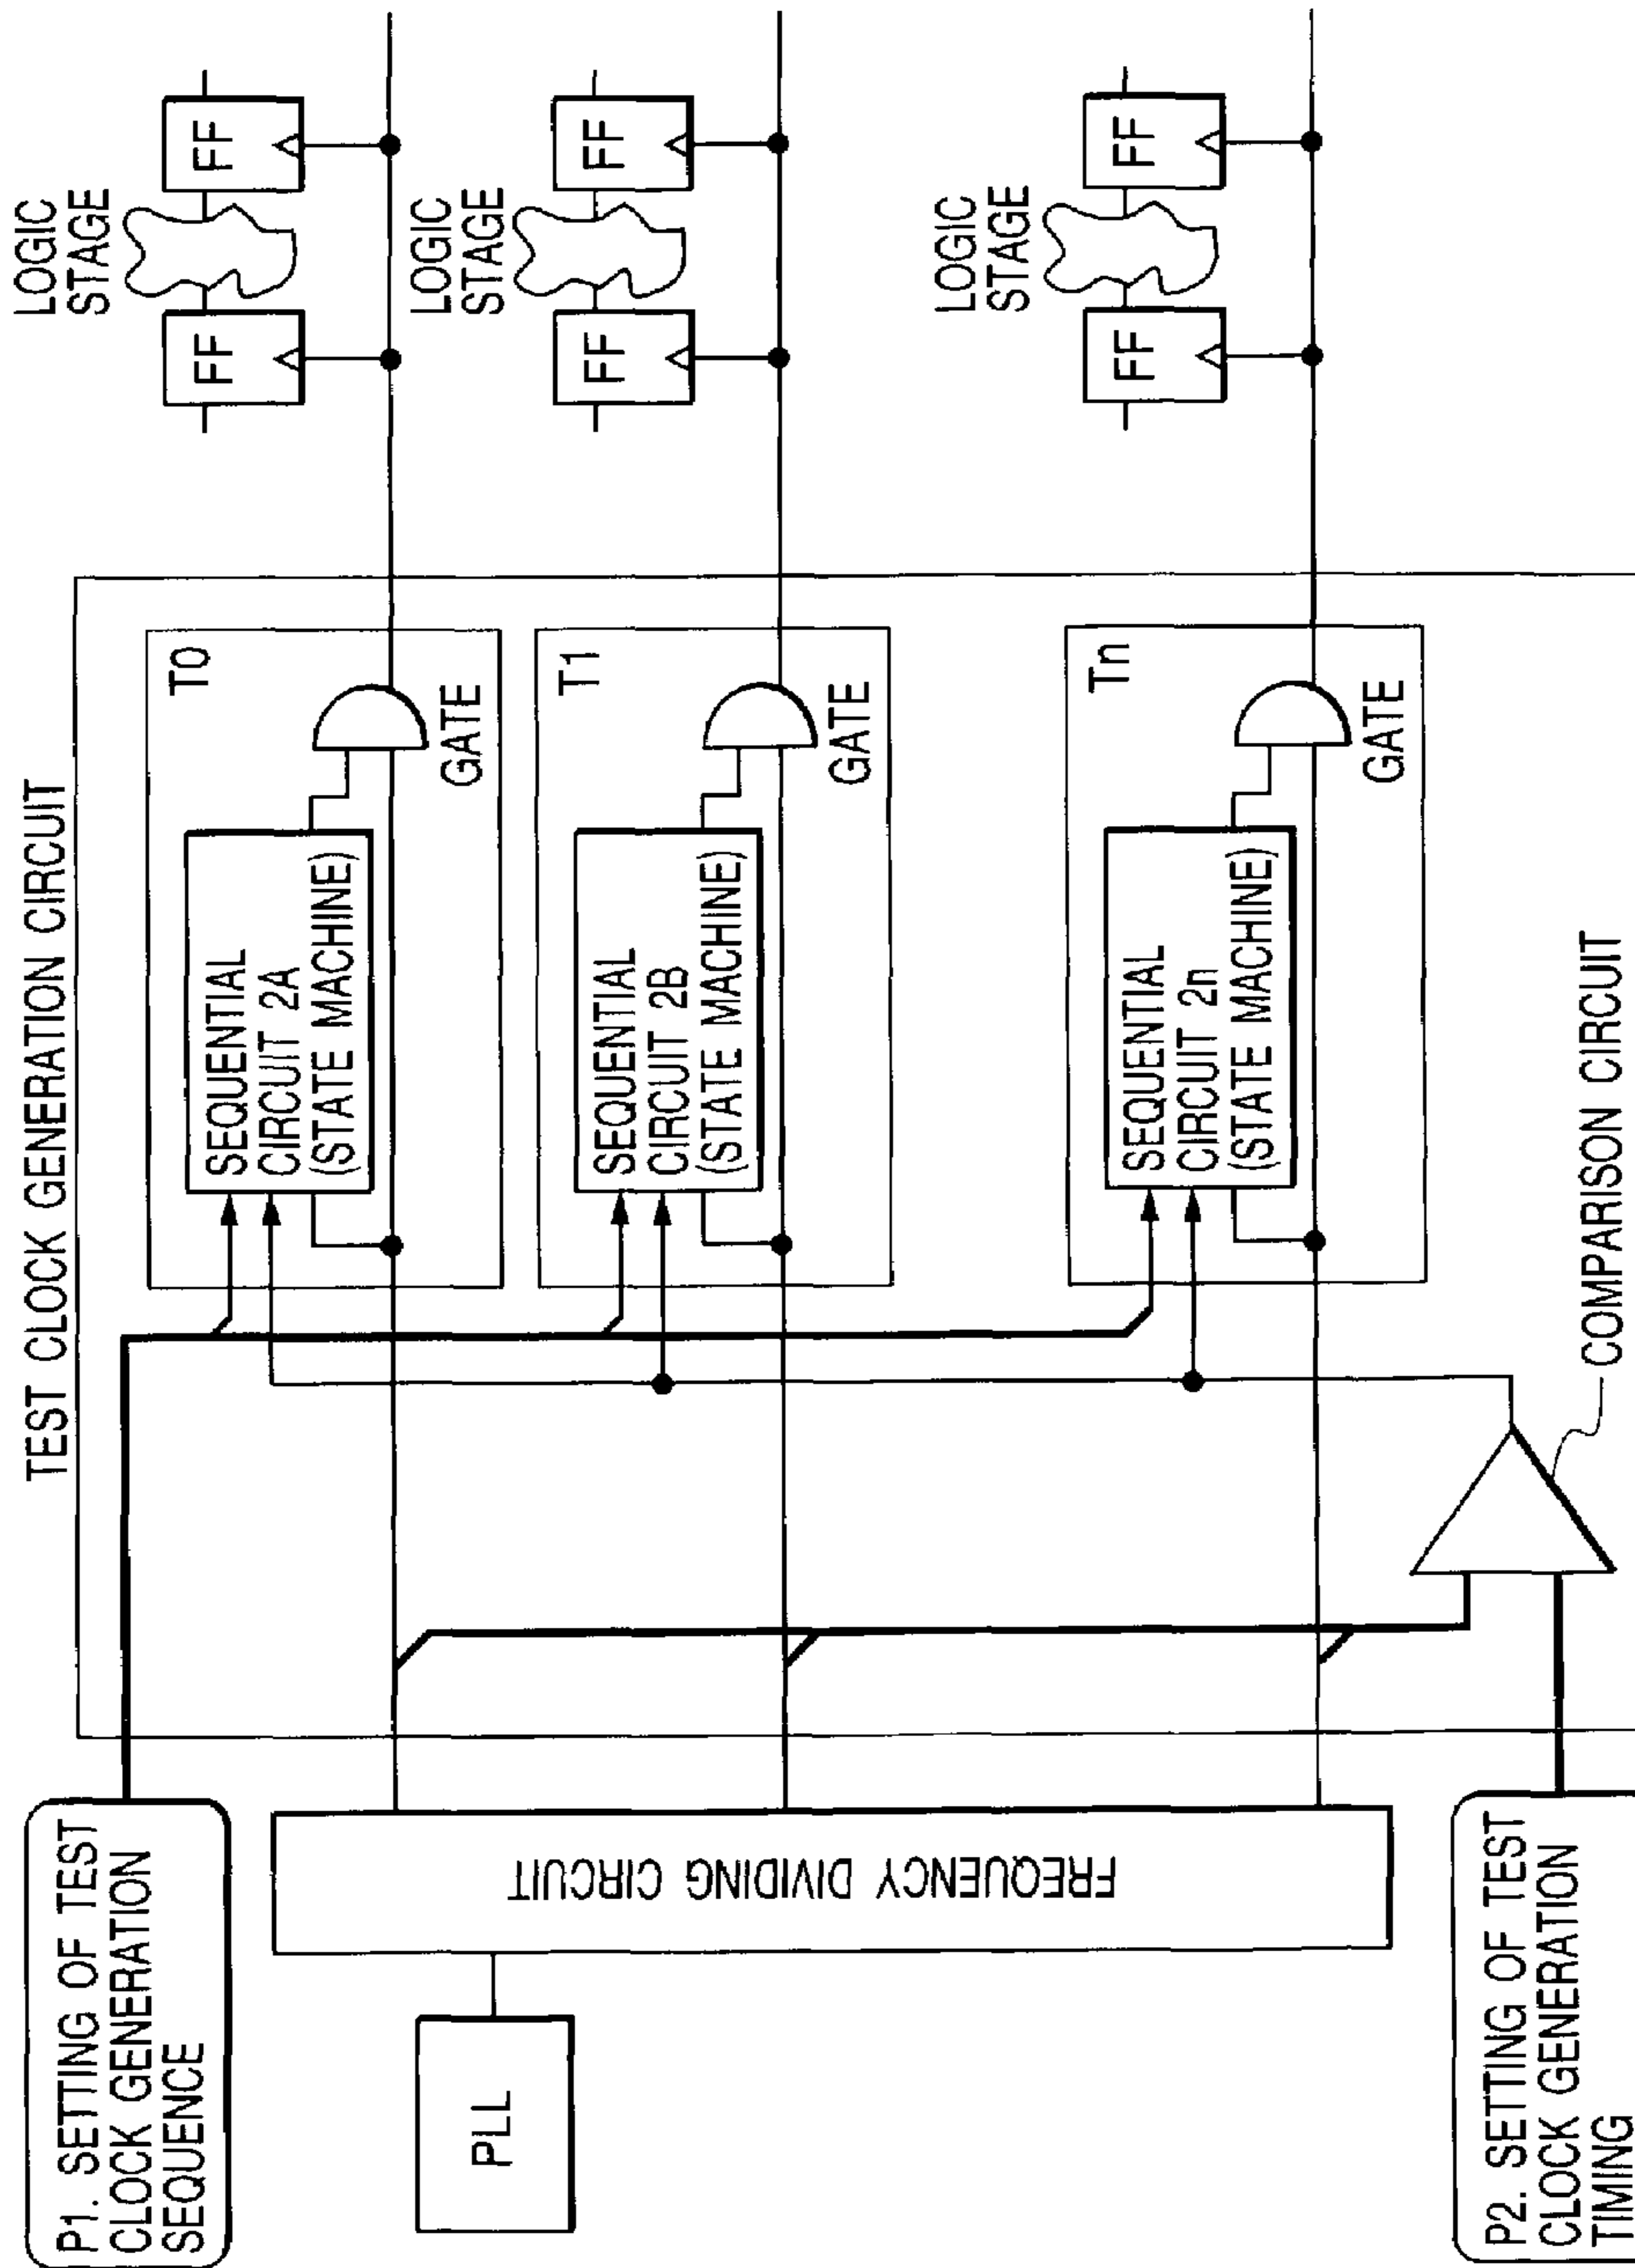 TEST CLOCK GENERATION CIRCUIT
P1. SETTING OF TEST
CLOCK GENERATION
SEQUENCE
PLL
FREQUENCY DIVIDING CIRCUIT
P2. SETTING OF TEST
CLOCK GENERATION
TIMING
T0
SEQUENTIAL
CIRCUIT 2A
(STATE MACHINE)
GATE
T1
SEQUENTIAL
CIRCUIT 2B
(STATE MACHINE)
GATE
Tn
SEQUENTIAL
CIRCUIT 2n
(STATE MACHINE)
GATE
COMPARISON CIRCUIT
LOGIC
STAGE
FF
FF
LOGIC
STAGE
FF
FF
LOGIC
STAGE
FF
FF